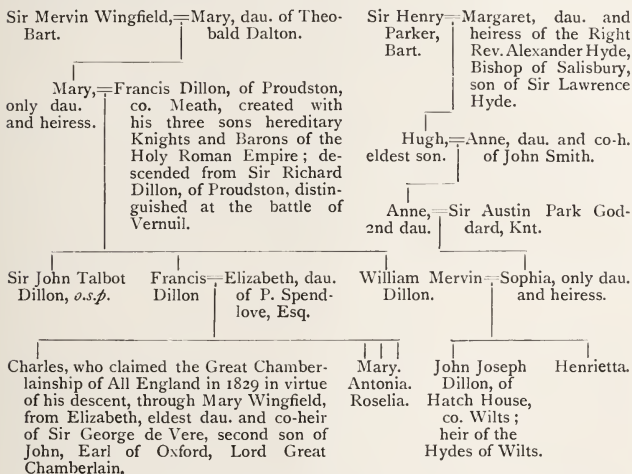 Sir Mervin Wingfield,=Mary, dau. of Theo-
Bart. bald Dalton.
Sir Henry=Margaret, dau. and
Parker, heiress of the Right
Bart. Rev. Alexander Hyde,
Bishop of Salisbury,
son of Sir Lawrence
Hyde.
Mary,=Francis Dillon, of Proudston,
only dau. co. Meath, created with
and heiress. his three sons hereditary
Knights and Barons of the
Holy Roman Empire; de-
scended from Sir Richard
Dillon, of Proudston, distin-
guished at the battle of
Vernuil.
Hugh,=Anne, dau. and co-h.
eldest son. of John Smith.
Anne,=Sir Austin Park God-
2nd dau. dard, Knt.
Sir John Talbot
Dillon, o.s.p.
Francis=Elizabeth, dau.
Dillon of P. Spend-
love, Esq.
William Mervin=Sophia, only dau.
Dillon. and heiress.
Charles, who claimed the Great Chamber-
lainship of All England in 1829 in virtue
of his descent, through Mary Wingfield,
from Elizabeth, eldest dau. and co-heir
of Sir George de Vere, second son of
John, Earl of Oxford, Lord Great
Chamberlain.
Mary.
Antonia.
Roselia.
John Joseph
Dillon, of
Hatch House,
co. Wilts;
heir of the
Hydes of Wilts.
Henrietta.